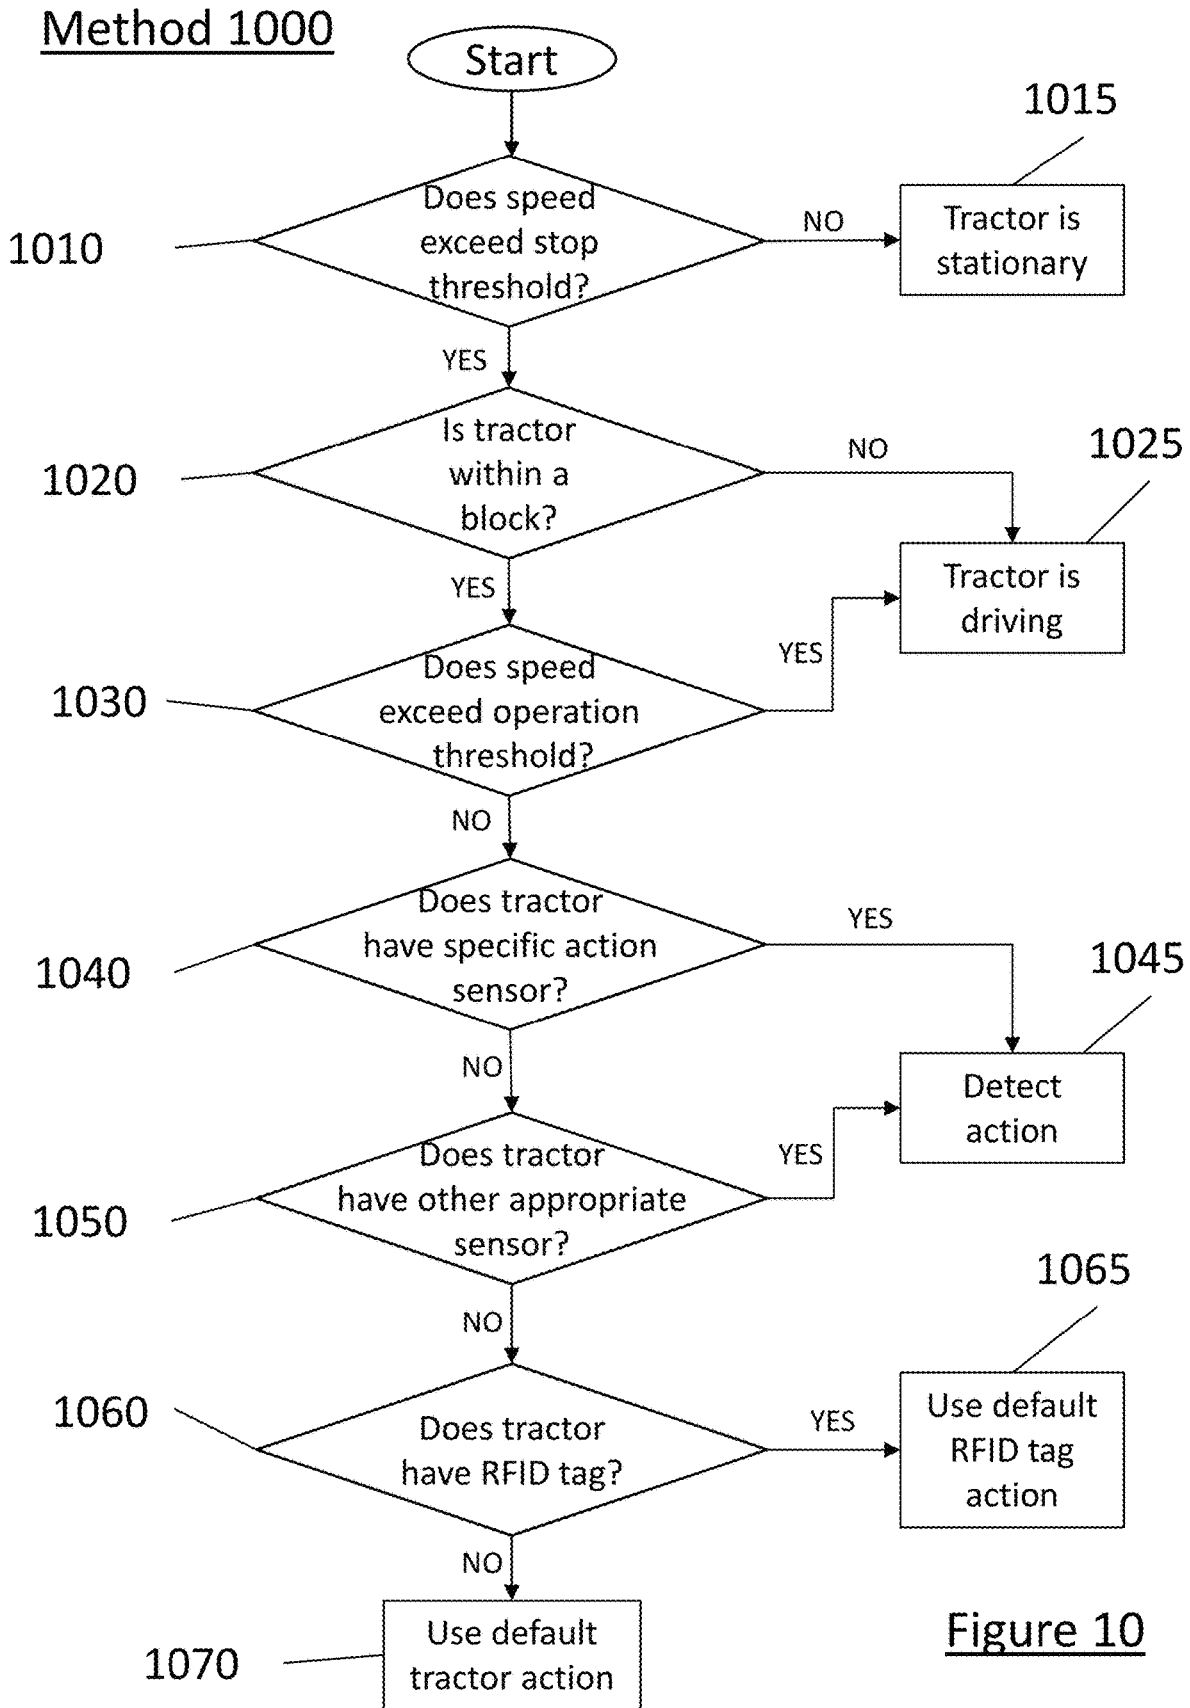 Method 1000
Start
1015
Does speed
exceed stop
threshold?
NO
Tractor is
stationary
1010
YES
Is tractor
within a
block?
NO
1025
1020
YES
Tractor is
driving
Does speed
exceed operation
threshold?
YES
1030
NO
Does tractor
have specific action
sensor?
YES
1045
1040
NO
Detect
action
Does tractor
have other appropriate
sensor?
YES
1050
1065
NO
1060
Does tractor
have RFID tag?
YES
Use default
RFID tag
action
NO
Use default
tractor action
1070
Figure 10